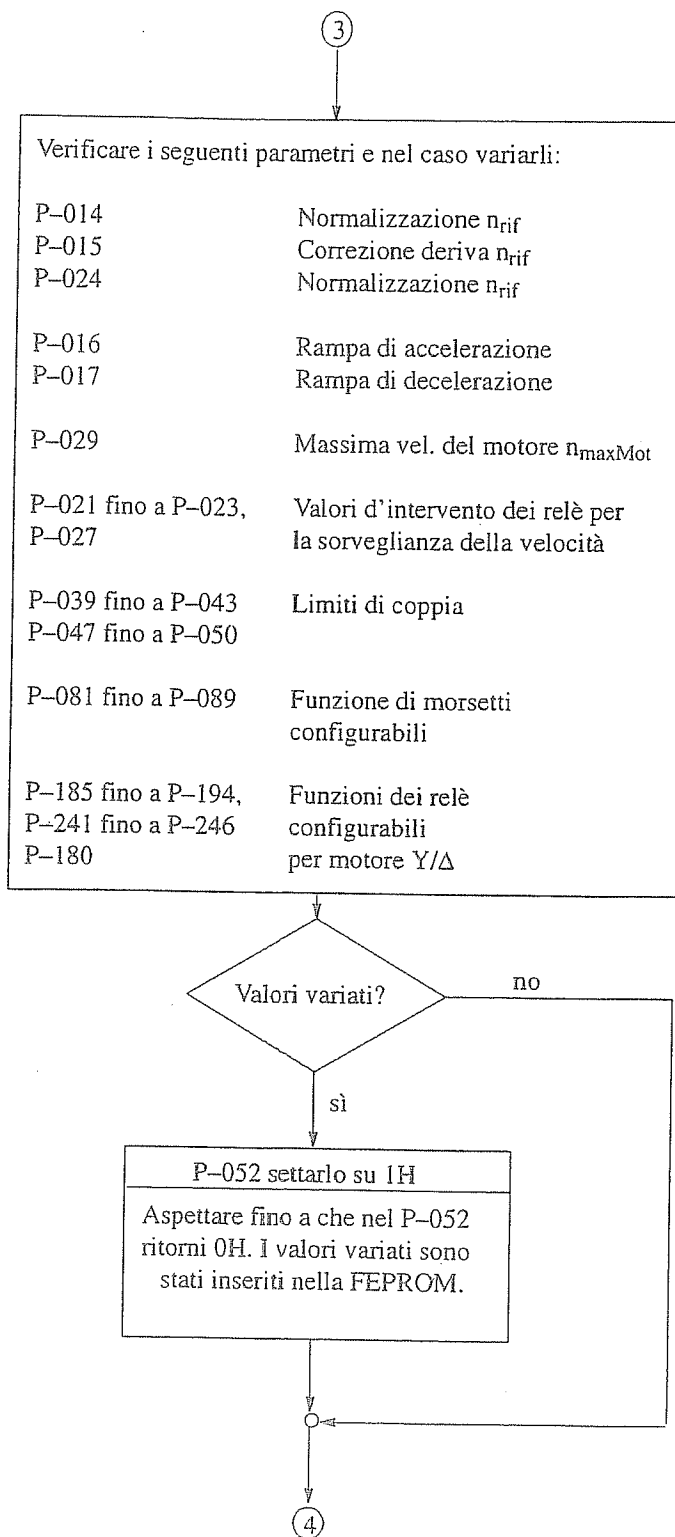 3
Verificare i seguenti parametri e nel caso variarli:
P–014 Normalizzazione n_rif
P–015 Correzione deriva n_rif
P–024 Normalizzazione n_rif
P–016 Rampa di accelerazione
P–017 Rampa di decelerazione
P–029 Massima vel. del motore n_maxMot
P–021 fino a P–023, Valori d'intervento dei relè per
P–027 la sorveglianza della velocità
P–039 fino a P–043 Limiti di coppia
P–047 fino a P–050
P–081 fino a P–089 Funzione di morsetti
configurabili
P–185 fino a P–194, Funzioni dei relè
P–241 fino a P–246 configurabili
P–180 per motore Y/Δ
Valori variati?
no
sì
P–052 settarlo su 1H
Aspettare fino a che nel P–052
ritorni 0H. I valori variati sono
stati inseriti nella FEPROM.
4